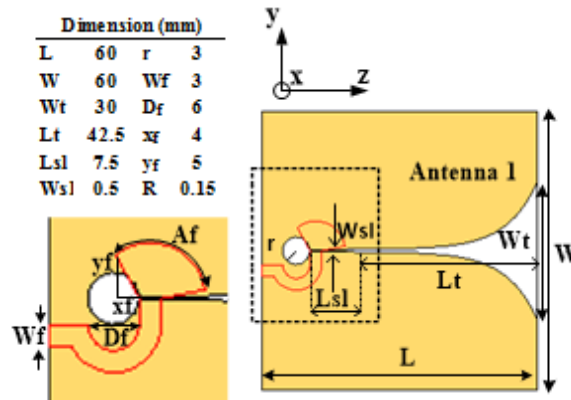 Dimension (mm)
L 60 r 3
W 60 Wf 3
Wt 30 Df 6
Lt 42.5 xf 4
Lsl 7.5 yf 5
Wsl 0.5 R 0.15
y
x
z
Antenna 1
Wsl
r
Wt
W
Lt
Lsl
L
Af
yf
xf
Wf
Df